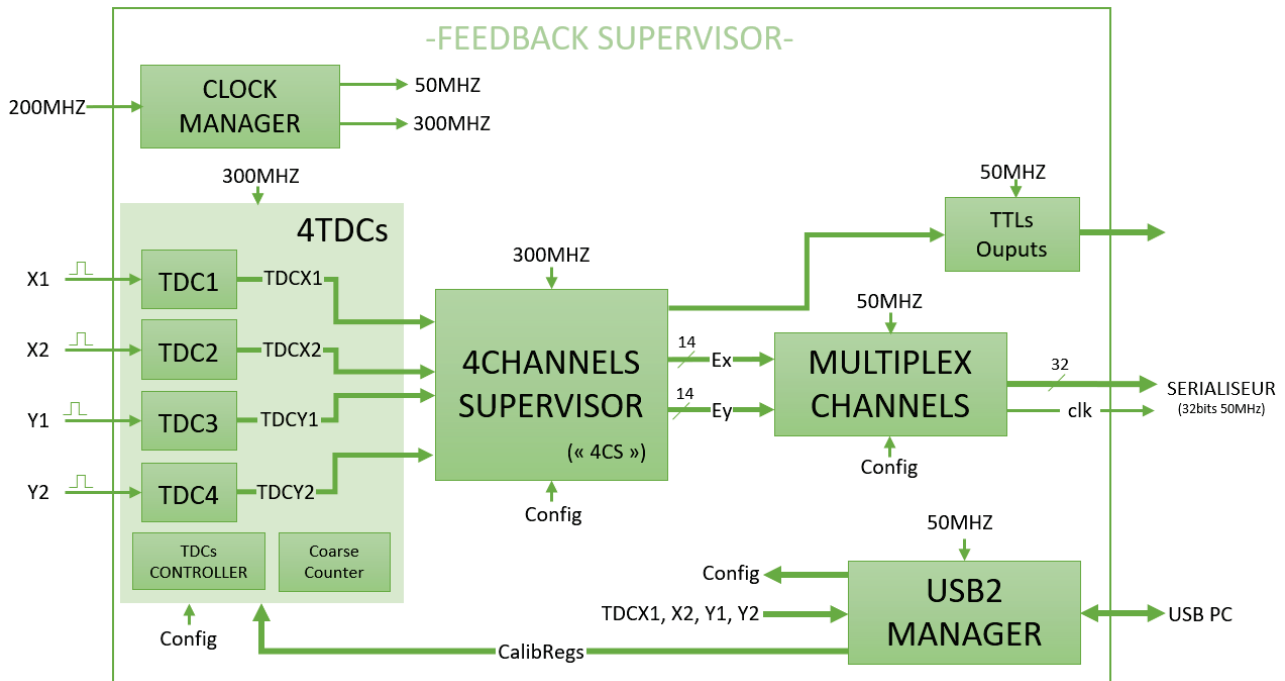 -FEEDBACK SUPERVISOR-
200MHZ
CLOCK
MANAGER
50MHZ
300MHZ
300MHZ
4TDCs
X1
TDC1
TDCX1
X2
TDC2
TDCX2
Y1
TDC3
TDCY1
Y2
TDC4
TDCY2
TDCs
CONTROLLER
Coarse
Counter
Config
300MHZ
4CHANNELS
SUPERVISOR
(« 4CS »)
Config
14
Ex
14
Ey
50MHZ
TTLs
Ouputs
50MHZ
MULTIPLEX
CHANNELS
Config
32
clk
SERIALISEUR
(32bits 50MHz)
50MHZ
USB2
MANAGER
Config
TDCX1, X2, Y1, Y2
CalibRegs
USB PC